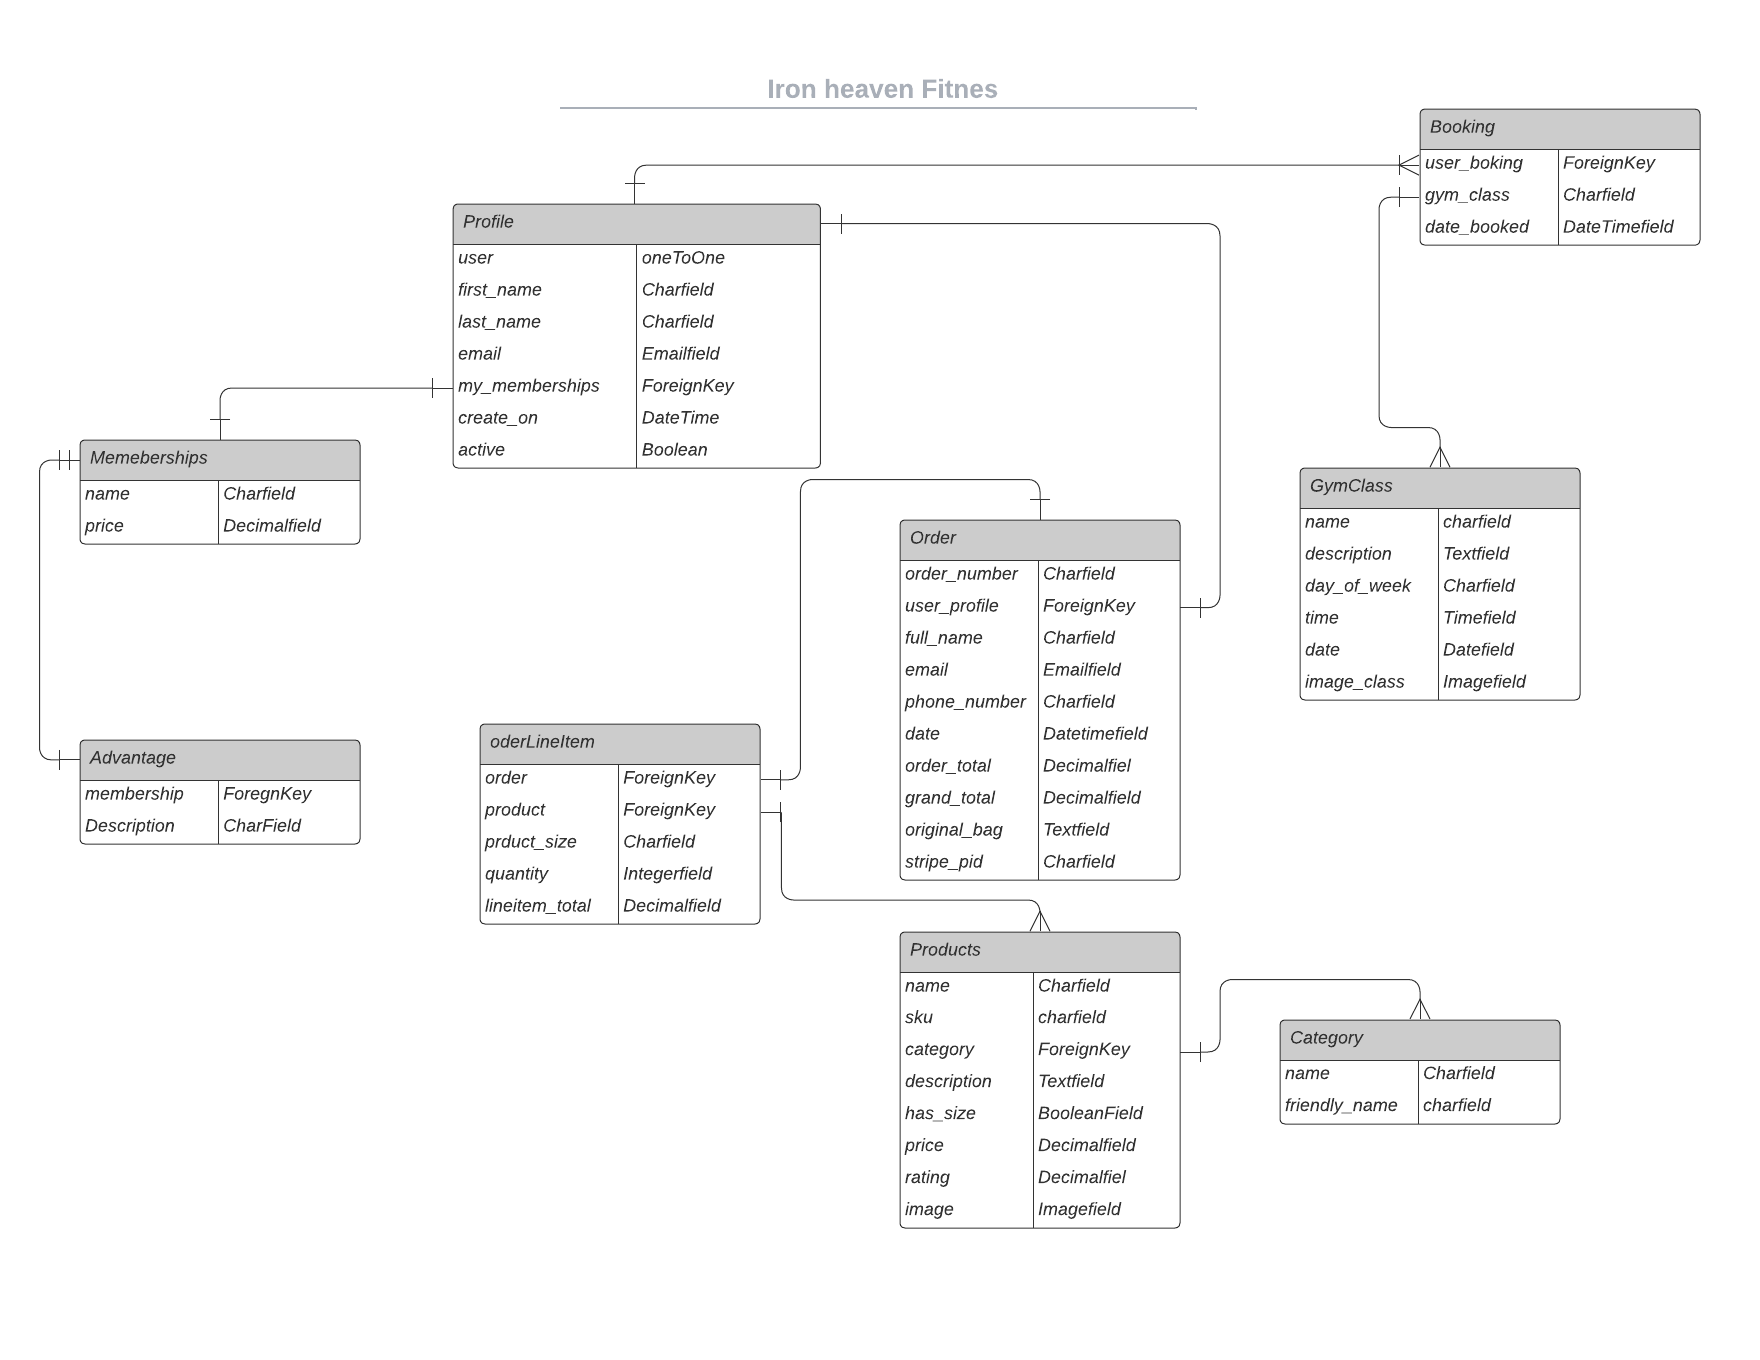 Iron heaven Fitnes
Booking
user_boking ForeignKey
gym_class Charfield
date_booked DateTimefield
Profile
user oneToOne
first_name Charfield
last_name Charfield
email Emailfield
my_memberships ForeignKey
create_on DateTime
active Boolean
Memeberships
name Charfield
price Decimalfield
GymClass
name charfield
description Textfield
day_of_week Charfield
time Timefield
date Datefield
image_class Imagefield
Order
order_number Charfield
user_profile ForeignKey
full_name Charfield
email Emailfield
phone_number Charfield
date Datetimefield
order_total Decimalfiel
grand_total Decimalfield
original_bag Textfield
stripe_pid Charfield
Advantage
membership ForegnKey
Description CharField
oderLineItem
order ForeignKey
product ForeignKey
prduct_size Charfield
quantity Integerfield
lineitem_total Decimalfield
Products
name Charfield
sku charfield
category ForeignKey
description Textfield
has_size BooleanField
price Decimalfield
rating Decimalfiel
image Imagefield
Category
name Charfield
friendly_name charfield